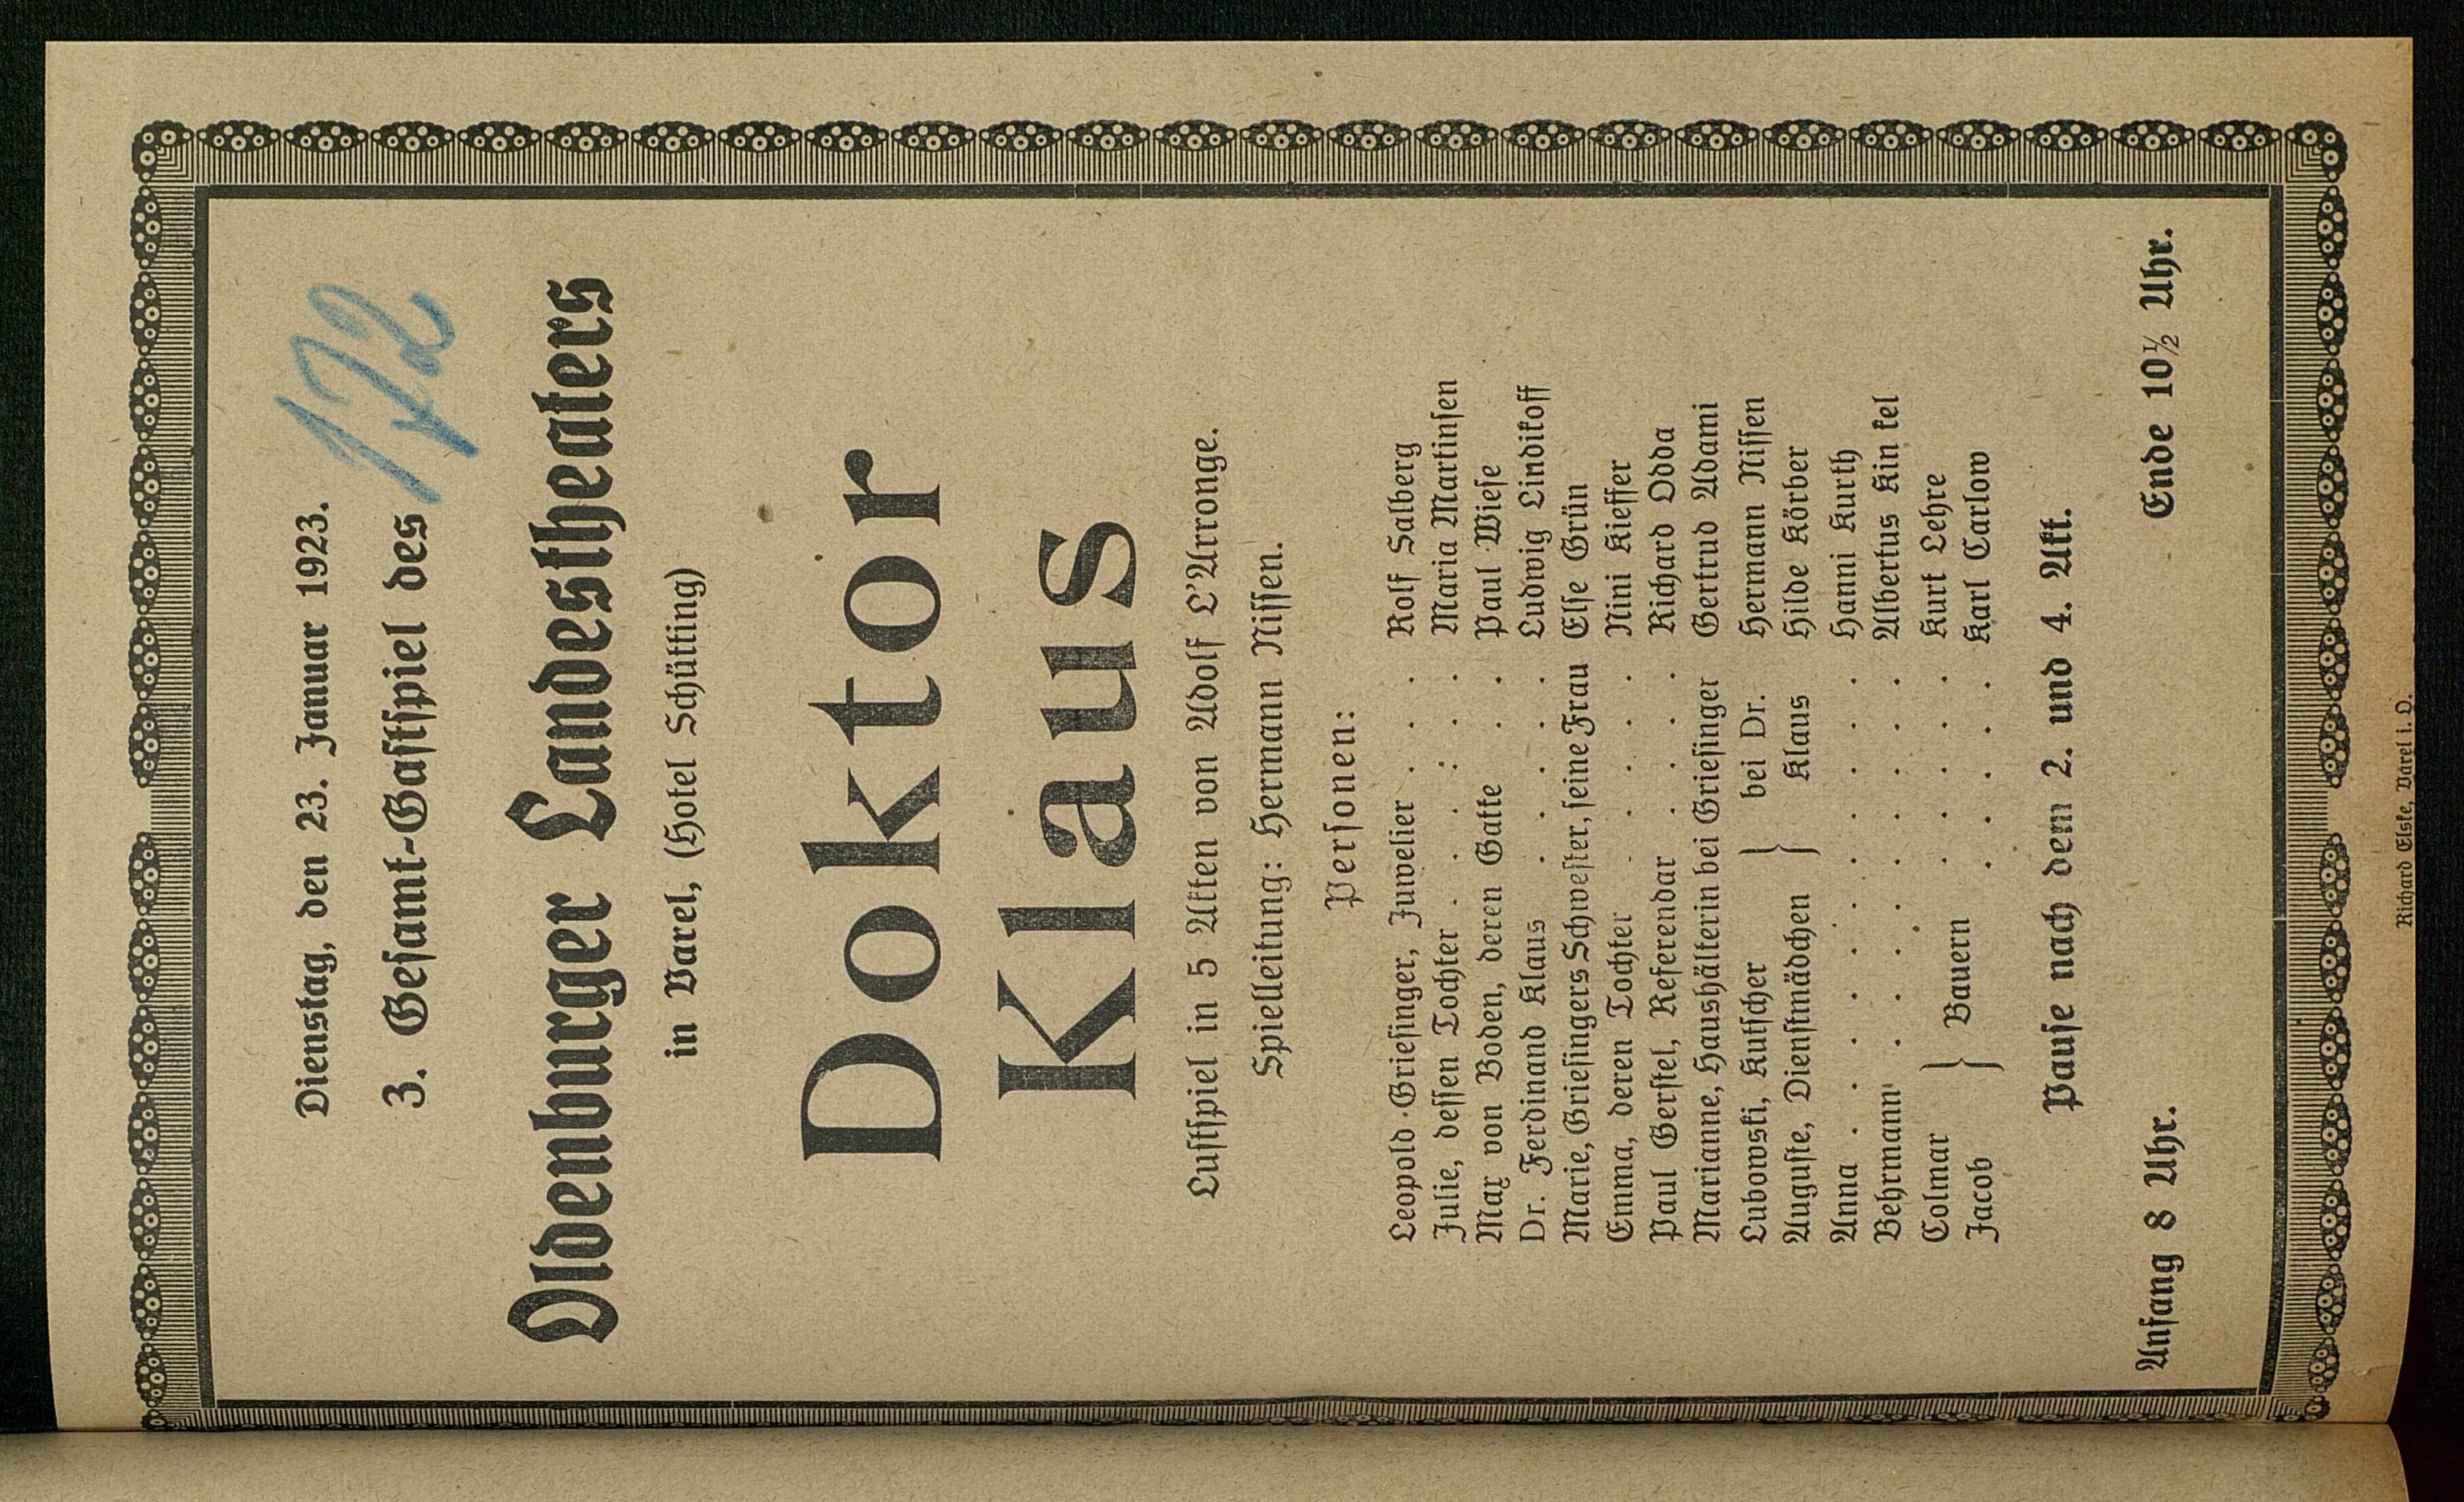 Dienstag, den 23. Januar 1923.
172
3. Gesamt-Gastspiel des
Oldenburger Landestheaters
in Varel, (Hotel Schütting)
Doktor
Klaus
Lustspiel in 5 Akten von Adolf L'Arronge.
Spielleitung: Hermann Nissen.
Personen:
Leopold Griesinger, Juwelier . . . Rolf Salberg
Julie, dessen Tochter . . . . . . Maria Martinsen
Max von Boden, deren Gatte . . Paul Wiese
Dr. Ferdinand Klaus . . . . Ludwig Lindikoff
Marie, Griesingers Schwester, seine Frau Else Grün
Emma, deren Tochter . . . . Nini Kieffer
Paul Gerstel, Referendar . . . . Richard Odda
Marianne, Haushälterin bei Griesinger Gertrud Adami
Lubowski, Kutscher } bei Dr. Hermann Nissen
Auguste, Dienstmädchen } Klaus Hilde Körber
Anna . . . . . . . . . . Hanni Kurth
Behrmann . . . . . . . . Albertus Kin kel
Colmar } Bauern . . . . Kurt Lehre
Jacob } . . . . Karl Carlow
Pause nach dem 2. und 4. Akt.
Anfang 8 Uhr. Ende 10½ Uhr.
Richard Elske, Varel i. O.